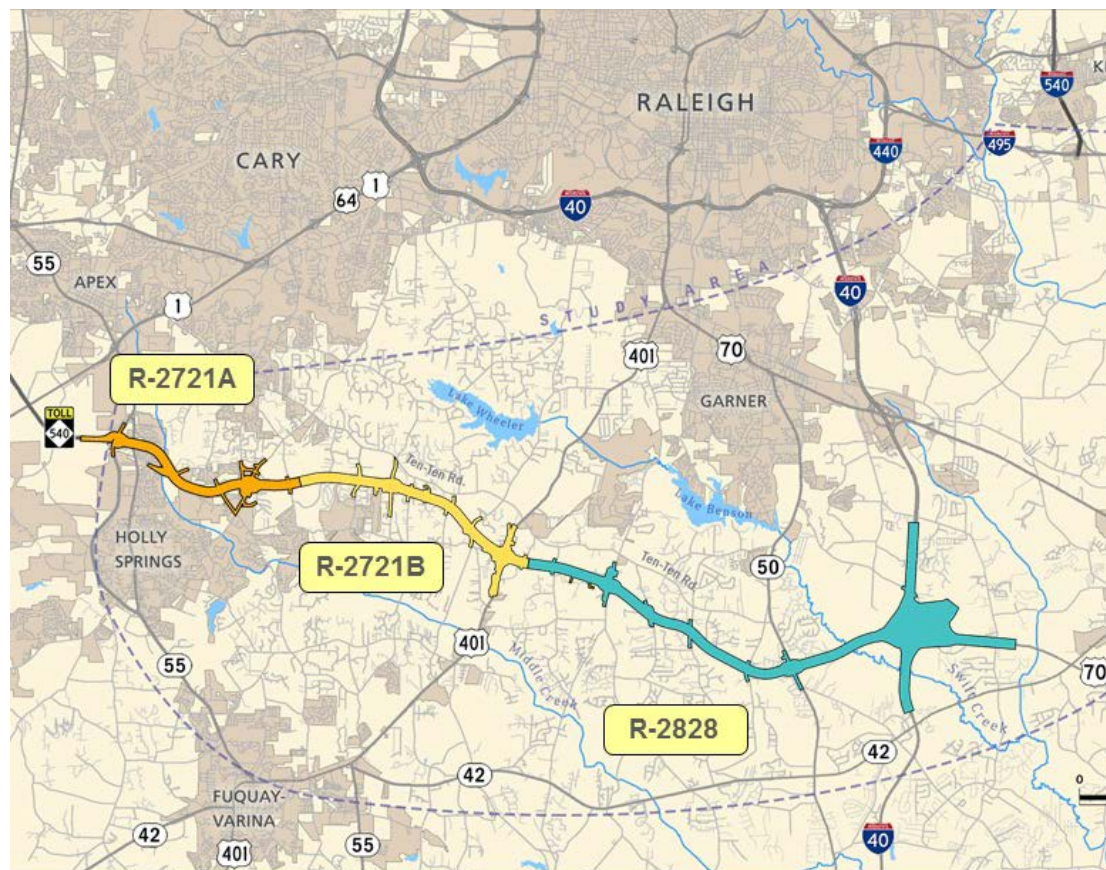 RALEIGH
540
K
CARY
440
495
64
1
40
55
APEX
1
STUDY AREA
40
R-2721A
401
70
TOLL
540
Lake Wheeler
GARNER
Ten-Ten Rd.
Lake Benson
HOLLY
SPRINGS
R-2721B
Ten-Ten Rd.
50
401
Middle Creek
55
Swift Creek
70
R-2828
42
42
0
FUQUAY-
VARINA
42
401
55
40